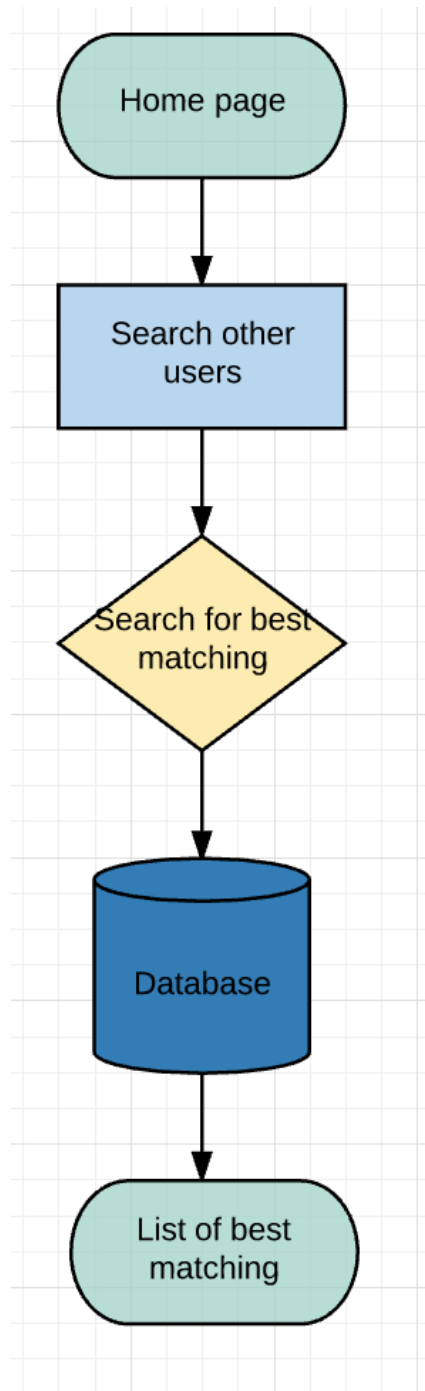 Home page
Search other
users
Search for best
matching
Database
List of best
matching